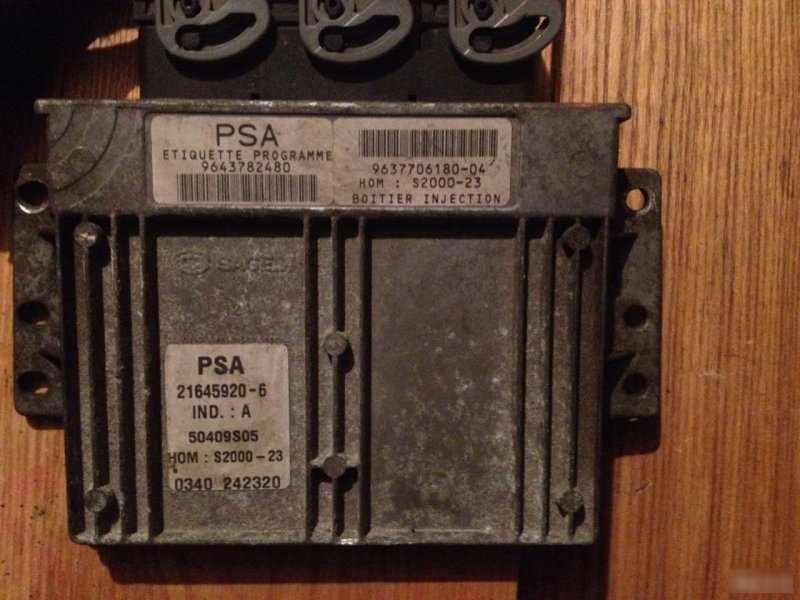 PSA
ETIQUETTE PROGRAMME
9643782480
9637706180-04
HOM : S2000-23
BOITIER INJECTION
SAGEM
PSA
21645920-6
IND. : A
50409S05
HOM : S2000-23
0340 242320